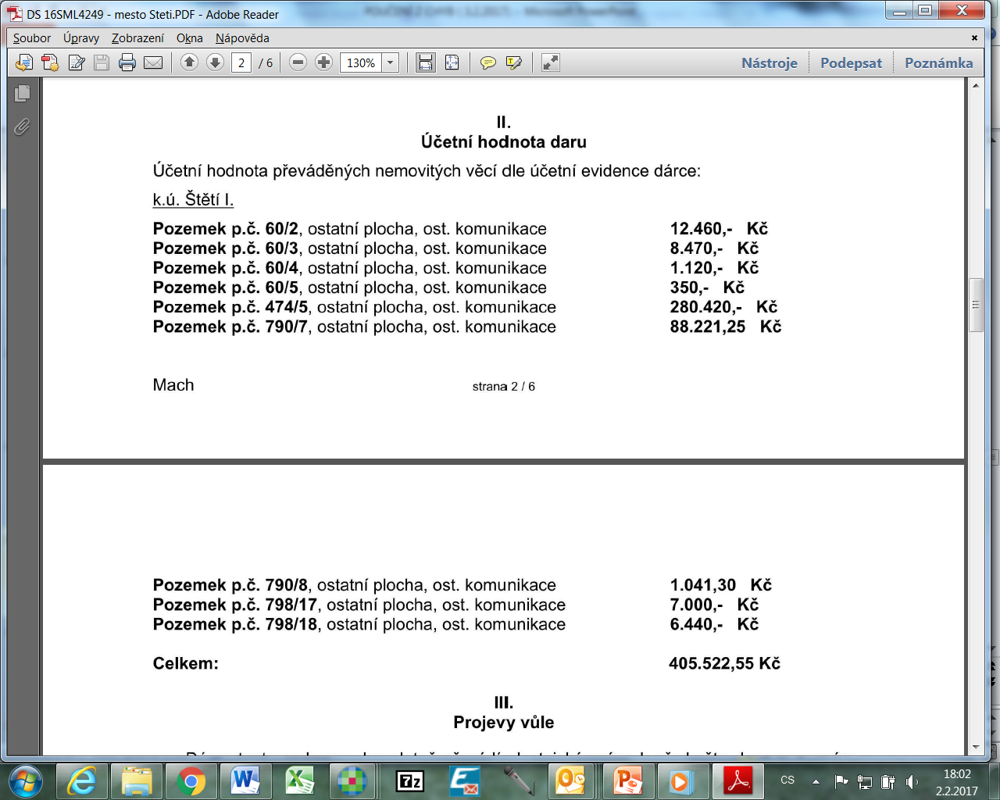 DS 16SML4249 - mesto Steti.PDF - Adobe Reader
POUČENÍ Z CHYB ( 3.2.2017) - Microsoft PowerPoint
Soubor Úpravy Zobrazení Okna Nápověda
2 / 6 130% Nástroje Podepsat Poznámka
II.
Účetní hodnota daru
Účetní hodnota převáděných nemovitých věcí dle účetní evidence dárce:
k.ú. Štětí I.
Pozemek p.č. 60/2, ostatní plocha, ost. komunikace 12.460,- Kč
Pozemek p.č. 60/3, ostatní plocha, ost. komunikace 8.470,- Kč
Pozemek p.č. 60/4, ostatní plocha, ost. komunikace 1.120,- Kč
Pozemek p.č. 60/5, ostatní plocha, ost. komunikace 350,- Kč
Pozemek p.č. 474/5, ostatní plocha, ost. komunikace 280.420,- Kč
Pozemek p.č. 790/7, ostatní plocha, ost. komunikace 88.221,25 Kč
Mach strana 2 / 6
Pozemek p.č. 790/8, ostatní plocha, ost. komunikace 1.041,30 Kč
Pozemek p.č. 798/17, ostatní plocha, ost. komunikace 7.000,- Kč
Pozemek p.č. 798/18, ostatní plocha, ost. komunikace 6.440,- Kč
Celkem: 405.522,55 Kč
III.
Projevy vůle
CS 18:02
2.2.2017